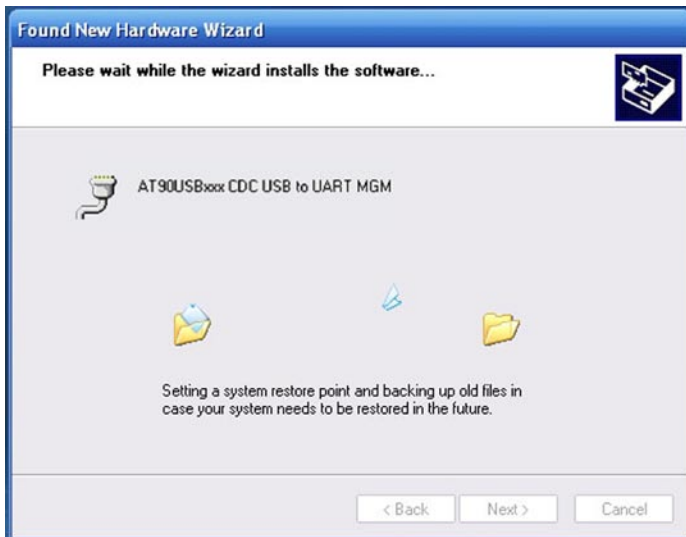 Found New Hardware Wizard
Please wait while the wizard installs the software...
AT90USBxxx CDC USB to UART MGM
Setting a system restore point and backing up old files in
case your system needs to be restored in the future.
< Back
Next >
Cancel